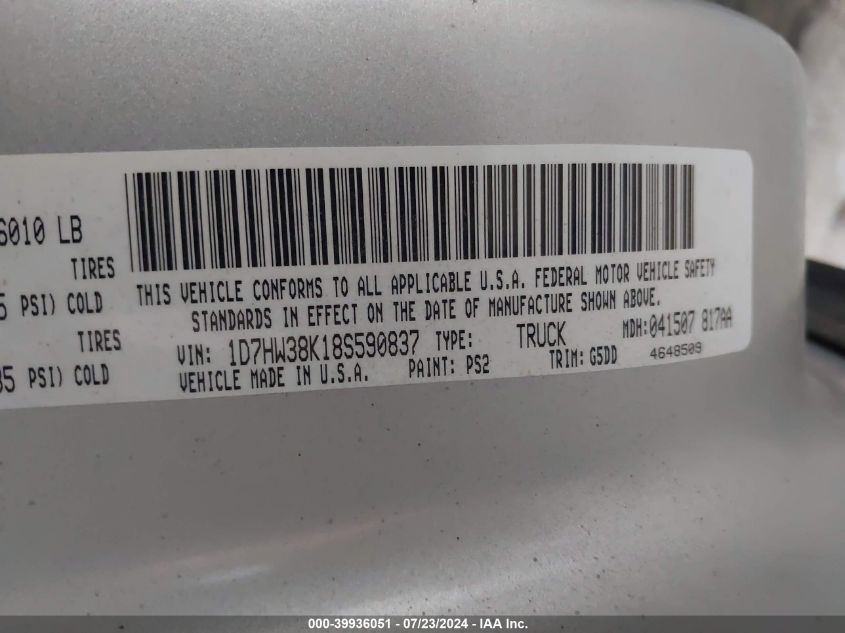 6010 LB
TIRES
5 PSI) COLD
TIRES
35 PSI) COLD
THIS VEHICLE CONFORMS TO ALL APPLICABLE U.S.A. FEDERAL MOTOR VEHICLE SAFETY
STANDARDS IN EFFECT ON THE DATE OF MANUFACTURE SHOWN ABOVE.
VIN: 1D7HW38K18S590837 TYPE: TRUCK MDH:041507 817AA
VEHICLE MADE IN U.S.A. PAINT: PS2 TRIM: G5DD 4648509
000-39936051 / 07/23/2024 - IAA Inc.